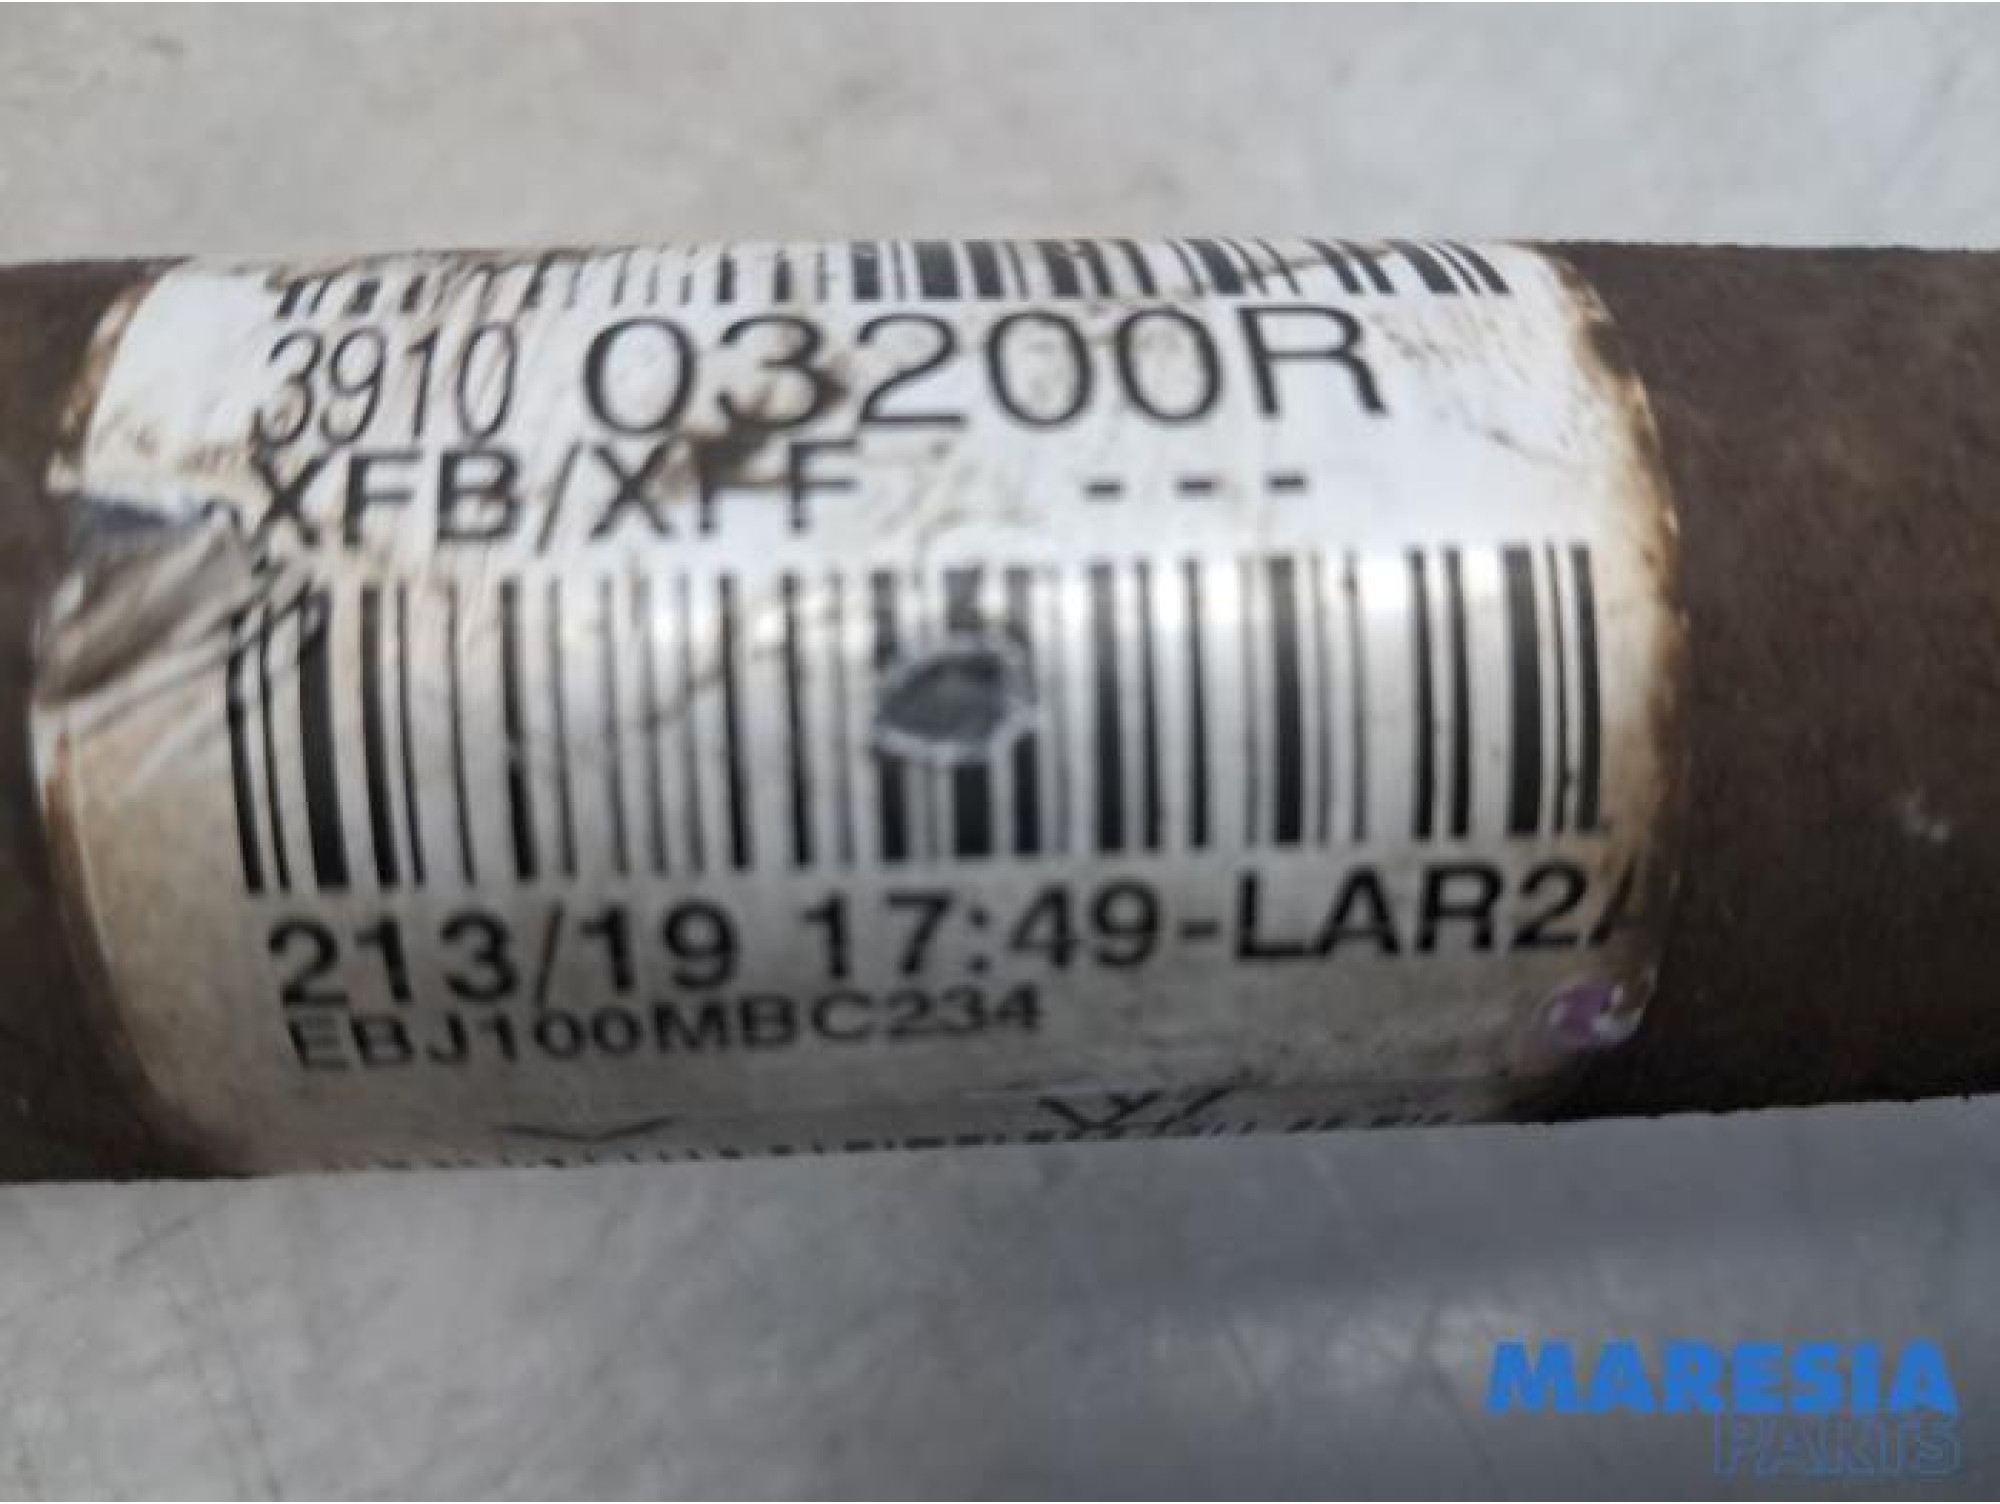 3910 03200R
XFB/XFF - - -
213/19 17:49-LAR2
EBJ100MBC234
MARESIA
PARTS